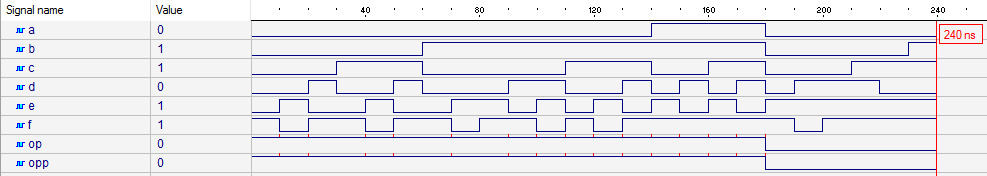 Signal name Value 40 80 120 160 200 240
a 0
240 ns
b 1
c 1
d 0
e 1
f 1
op 0
opp 0